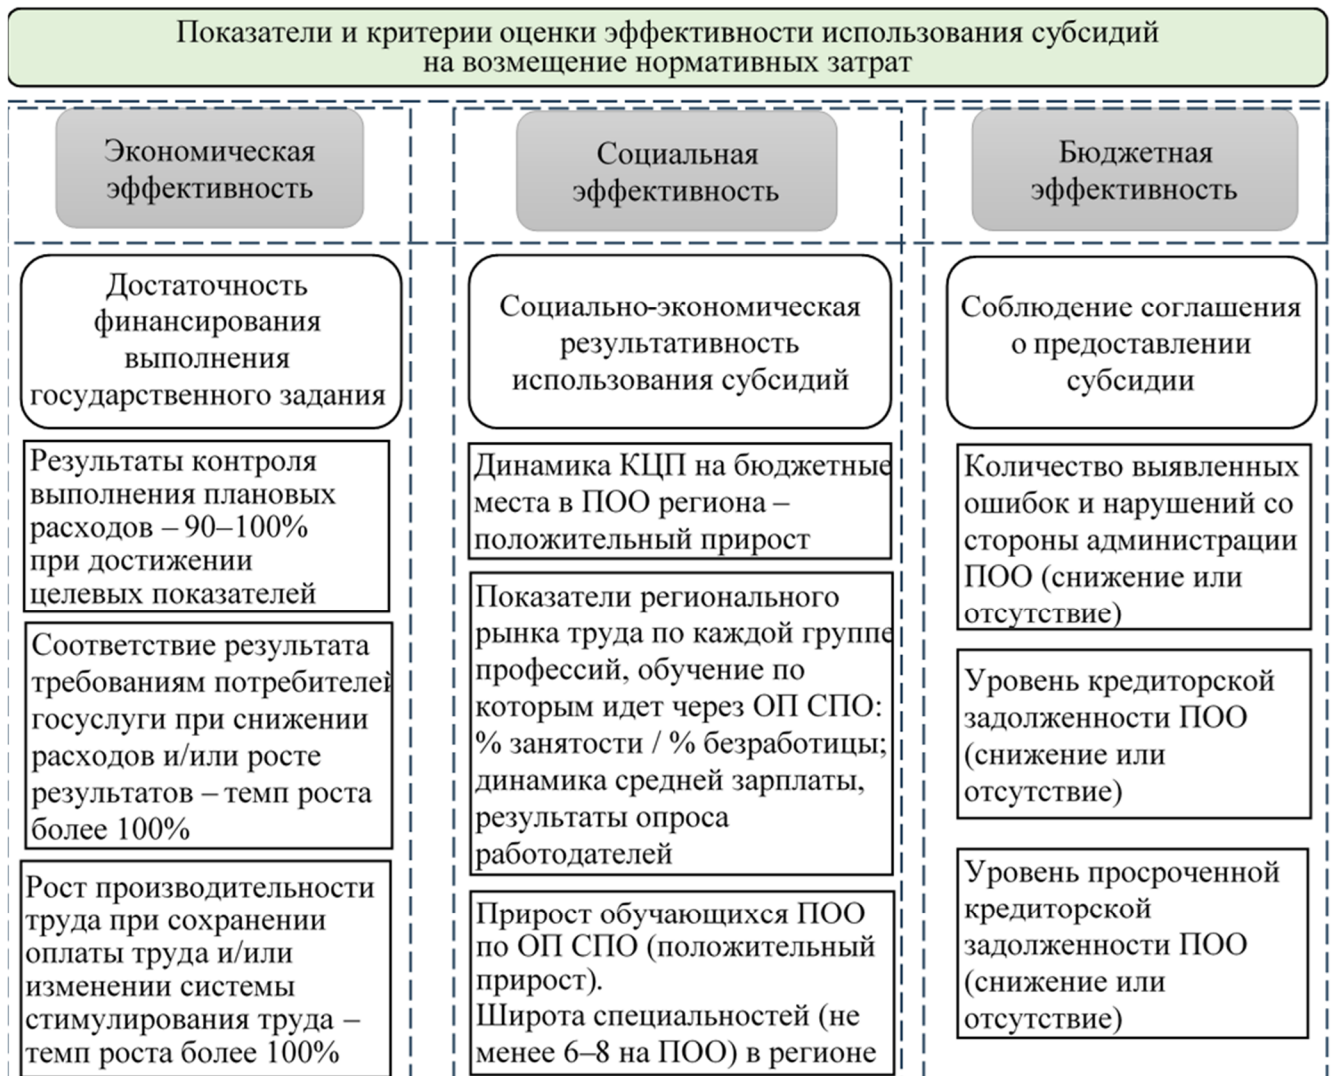 Показатели и критерии оценки эффективности использования субсидий
на возмещение нормативных затрат
Экономическая
эффективность
Достаточность
финансирования
выполнения
государственного задания
Результаты контроля
выполнения плановых
расходов – 90–100%
при достижении
целевых показателей
Соответствие результата
требованиям потребителей
госуслуги при снижении
расходов и/или росте
результатов – темп роста
более 100%
Рост производительности
труда при сохранении
оплаты труда и/или
изменении системы
стимулирования труда –
темп роста более 100%
Социальная
эффективность
Социально-экономическая
результативность
использования субсидий
Динамика КЦП на бюджетные
места в ПОО региона –
положительный прирост
Показатели регионального
рынка труда по каждой группе
профессий, обучение по
которым идет через ОП СПО:
% занятости / % безработицы;
динамика средней зарплаты,
результаты опроса
работодателей
Прирост обучающихся ПОО
по ОП СПО (положительный
прирост).
Широта специальностей (не
менее 6–8 на ПОО) в регионе
Бюджетная
эффективность
Соблюдение соглашения
о предоставлении
субсидии
Количество выявленных
ошибок и нарушений со
стороны администрации
ПОО (снижение или
отсутствие)
Уровень кредиторской
задолженности ПОО
(снижение или
отсутствие)
Уровень просроченной
кредиторской
задолженности ПОО
(снижение или
отсутствие)